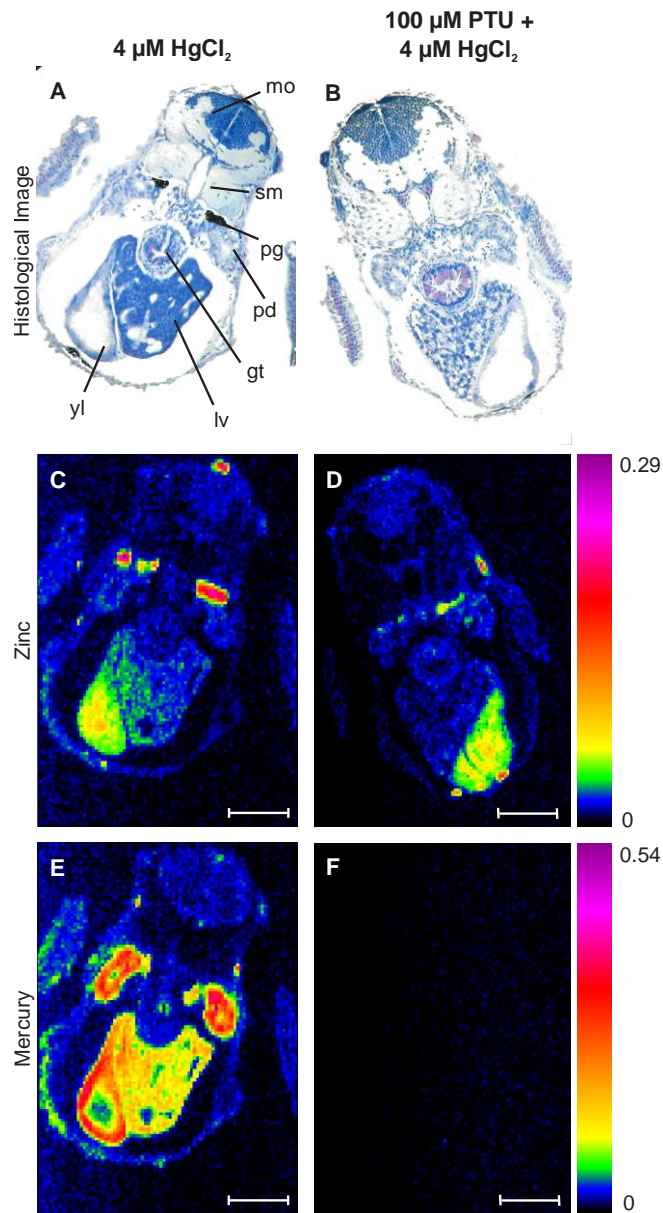 4 µM HgCl₂
100 µM PTU +
4 µM HgCl₂
Histological Image
A
mo
sm
pg
pd
gt
lv
yl
B
Zinc
C
D
0.29
0
Mercury
E
F
0.54
0